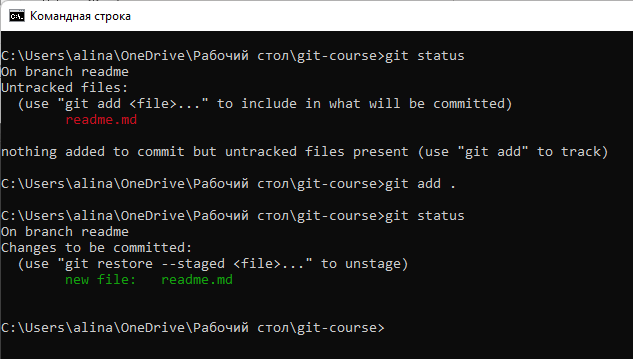 Командная строка
C:\Users\alina\OneDrive\Рабочий стол\git-course>git status
On branch readme
Untracked files:
  (use "git add <file>..." to include in what will be committed)
        readme.md
nothing added to commit but untracked files present (use "git add" to track)
C:\Users\alina\OneDrive\Рабочий стол\git-course>git add .
C:\Users\alina\OneDrive\Рабочий стол\git-course>git status
On branch readme
Changes to be committed:
  (use "git restore --staged <file>..." to unstage)
        new file:   readme.md
C:\Users\alina\OneDrive\Рабочий стол\git-course>